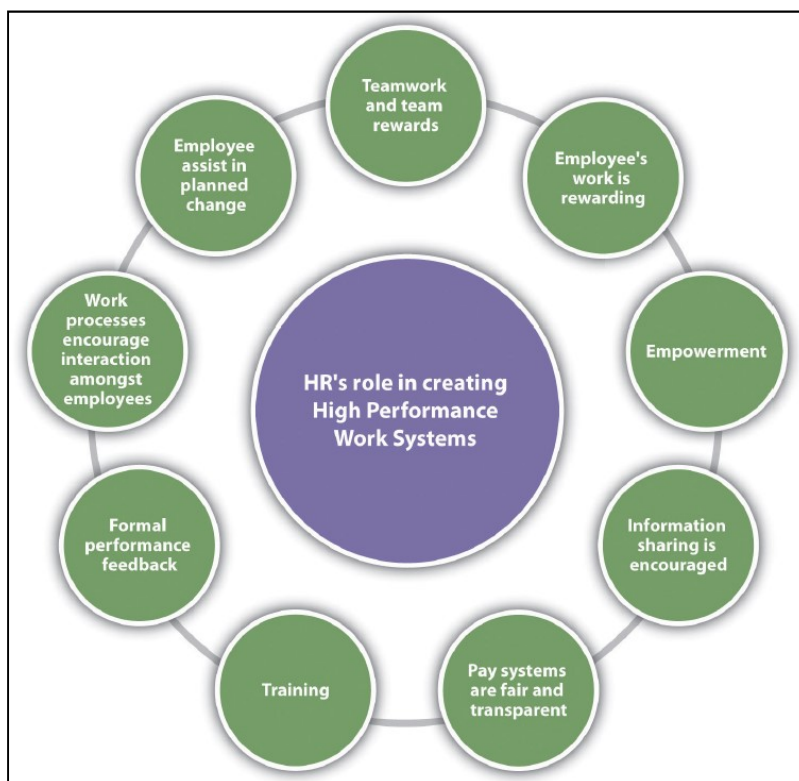 Teamwork
and team
rewards
Employee's
work is
rewarding
Empowerment
Information
sharing is
encouraged
Pay systems
are fair and
transparent
Training
Formal
performance
feedback
Work
processes
encourage
interaction
amongst
employees
Employee
assist in
planned
change
HR's role in creating
High Performance
Work Systems